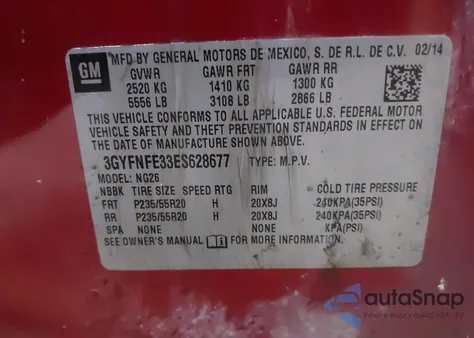 GM
MFD BY GENERAL MOTORS DE MEXICO, S. DE R.L. DE C.V. 02/14
GVWR GAWR FRT GAWR RR
2520 KG 1410 KG 1300 KG
5556 LB 3108 LB 2866 LB
THIS VEHICLE CONFORMS TO ALL APPLICABLE U.S. FEDERAL MOTOR
VEHICLE SAFETY AND THEFT PREVENTION STANDARDS IN EFFECT ON
THE DATE OF MANUFACTURE SHOWN ABOVE.
3GYFNFE33ES628677 TYPE: M.P.V.
MODEL: NG26
NBBK TIRE SIZE SPEED RTG RIM COLD TIRE PRESSURE
FRT P235/55R20 H 20X8J 240KPA(35PSI)
RR P235/55R20 H 20X8J 240KPA(35PSI)
SPA NONE NONE KPA(PSI)
SEE OWNER'S MANUAL FOR MORE INFORMATION.
autoSnap